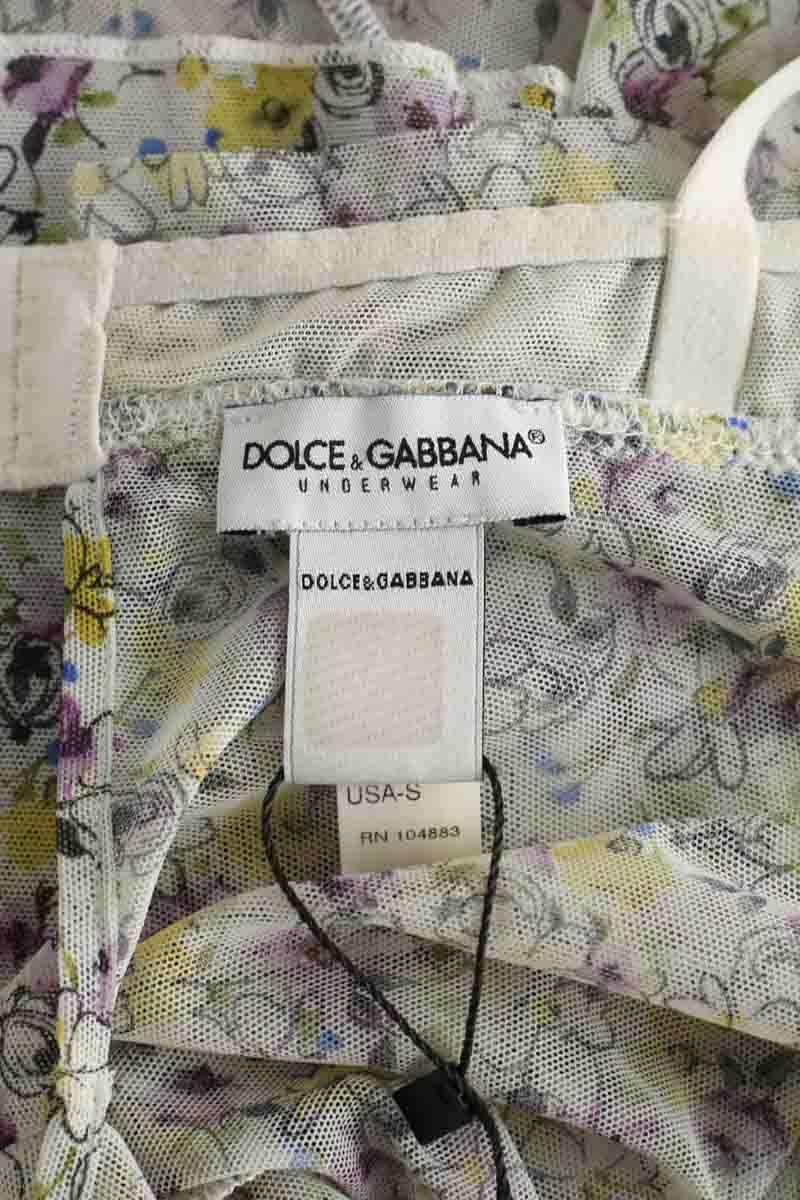 DOLCE & GABBANA®
UNDERWEAR
DOLCE & GABBANA
USA-S
RN 104883